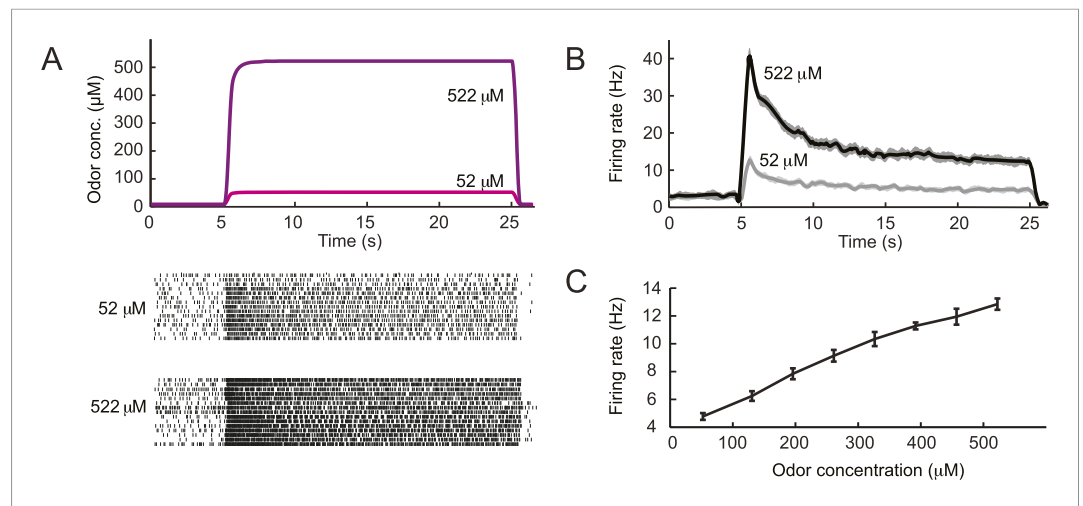 A
Odor conc. (µM)
500
400
300
200
100
0
522 µM
52 µM
0 5 10 15 20 25
Time (s)
52 µM
522 µM
B
Firing rate (Hz)
40
30
20
10
0
522 µM
52 µM
0 5 10 15 20 25
Time (s)
C
Firing rate (Hz)
14
12
10
8
6
4
0 100 200 300 400 500
Odor concentration (µM)